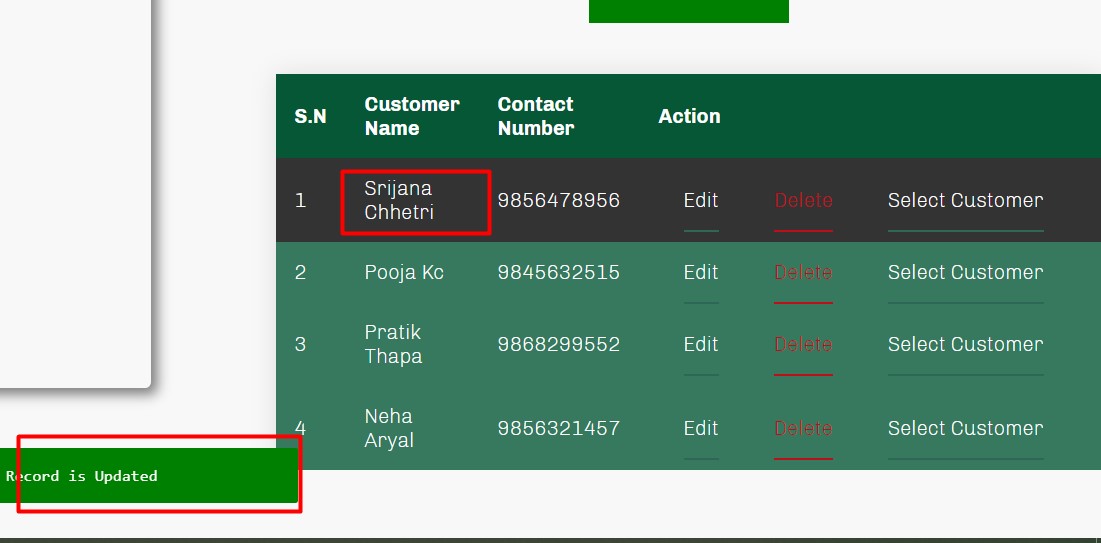 S.N Customer Name Contact Number Action
1 Srijana Chhetri 9856478956 Edit Delete Select Customer
2 Pooja Kc 9845632515 Edit Delete Select Customer
3 Pratik Thapa 9868299552 Edit Delete Select Customer
4 Neha Aryal 9856321457 Edit Delete Select Customer
Record is Updated